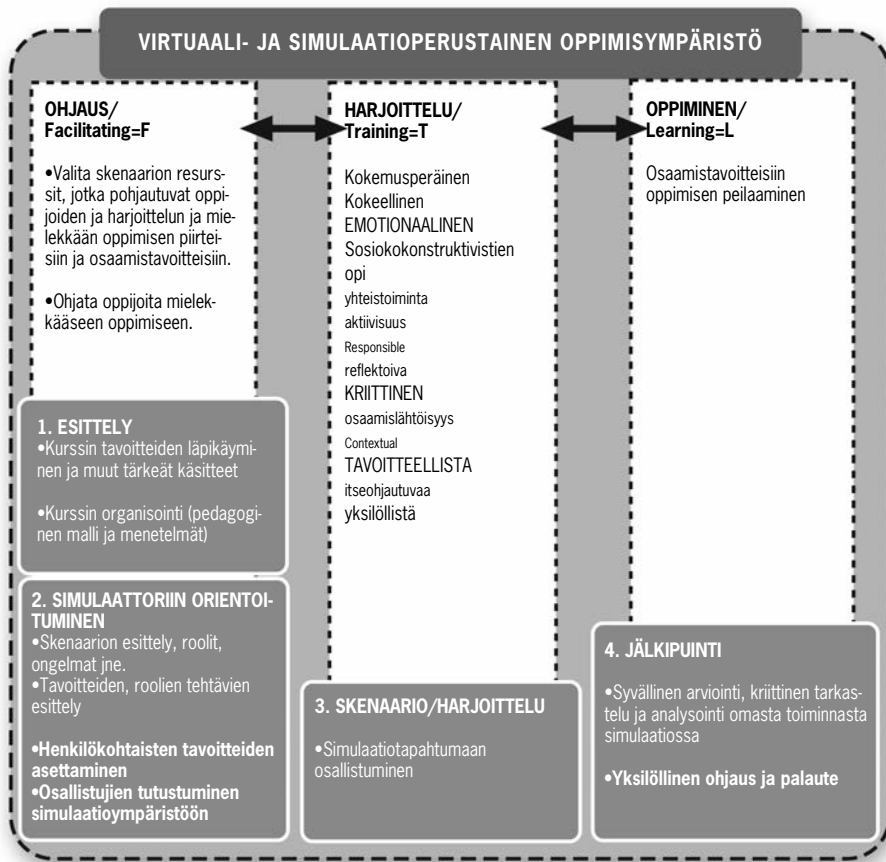 VIRTUAALI- JA SIMULAATIOPERUSTAINEN OPPIMISYMPÄRISTÖ
OHJAUS/
Facilitating=F
•Valita skenaarion resurs-
sit, jotka pohjautuvat oppi-
joiden ja harjoittelun ja mie-
lekkään oppimisen piirtei-
siin ja osaamistavoitteisiin.
•Ohjata oppijoita mielek-
kääseen oppimiseen.
1. ESITTELY
•Kurssin tavoitteiden läpikäymi-
nen ja muut tärkeät käsitteet
•Kurssin organisointi (pedagogi-
nen malli ja menetelmät)
2. SIMULAATTORIIN ORIENTOI-
TUMINEN
•Skenaarion esittely, roolit,
ongelmat jne.
•Tavoitteiden, roolien tehtävien
esittely
•Henkilökohtaisten tavoitteiden
asettaminen
•Osallistujien tutustuminen
simulaatioympäristöön
HARJOITTELU/
Training=T
Kokemusperäinen
Kokeellinen
EMOTIONAALINEN
Sosiokokonstruktivistien
opi
yhteistoiminta
aktiivisuus
Responsible
reflektoiva
KRIITTINEN
osaamislähtöisyys
Contextual
TAVOITTEELLISTA
itseohjautuvaa
yksilöllistä
3. SKENAARIO/HARJOITTELU
•Simulaatiotapahtumaan
osallistuminen
OPPIMINEN/
Learning=L
Osaamistavoitteisiin
oppimisen peilaaminen
4. JÄLKIPUINTI
•Syvällinen arviointi, kriittinen tarkas-
telu ja analysointi omasta toiminnasta
simulaatiossa
•Yksilöllinen ohjaus ja palaute